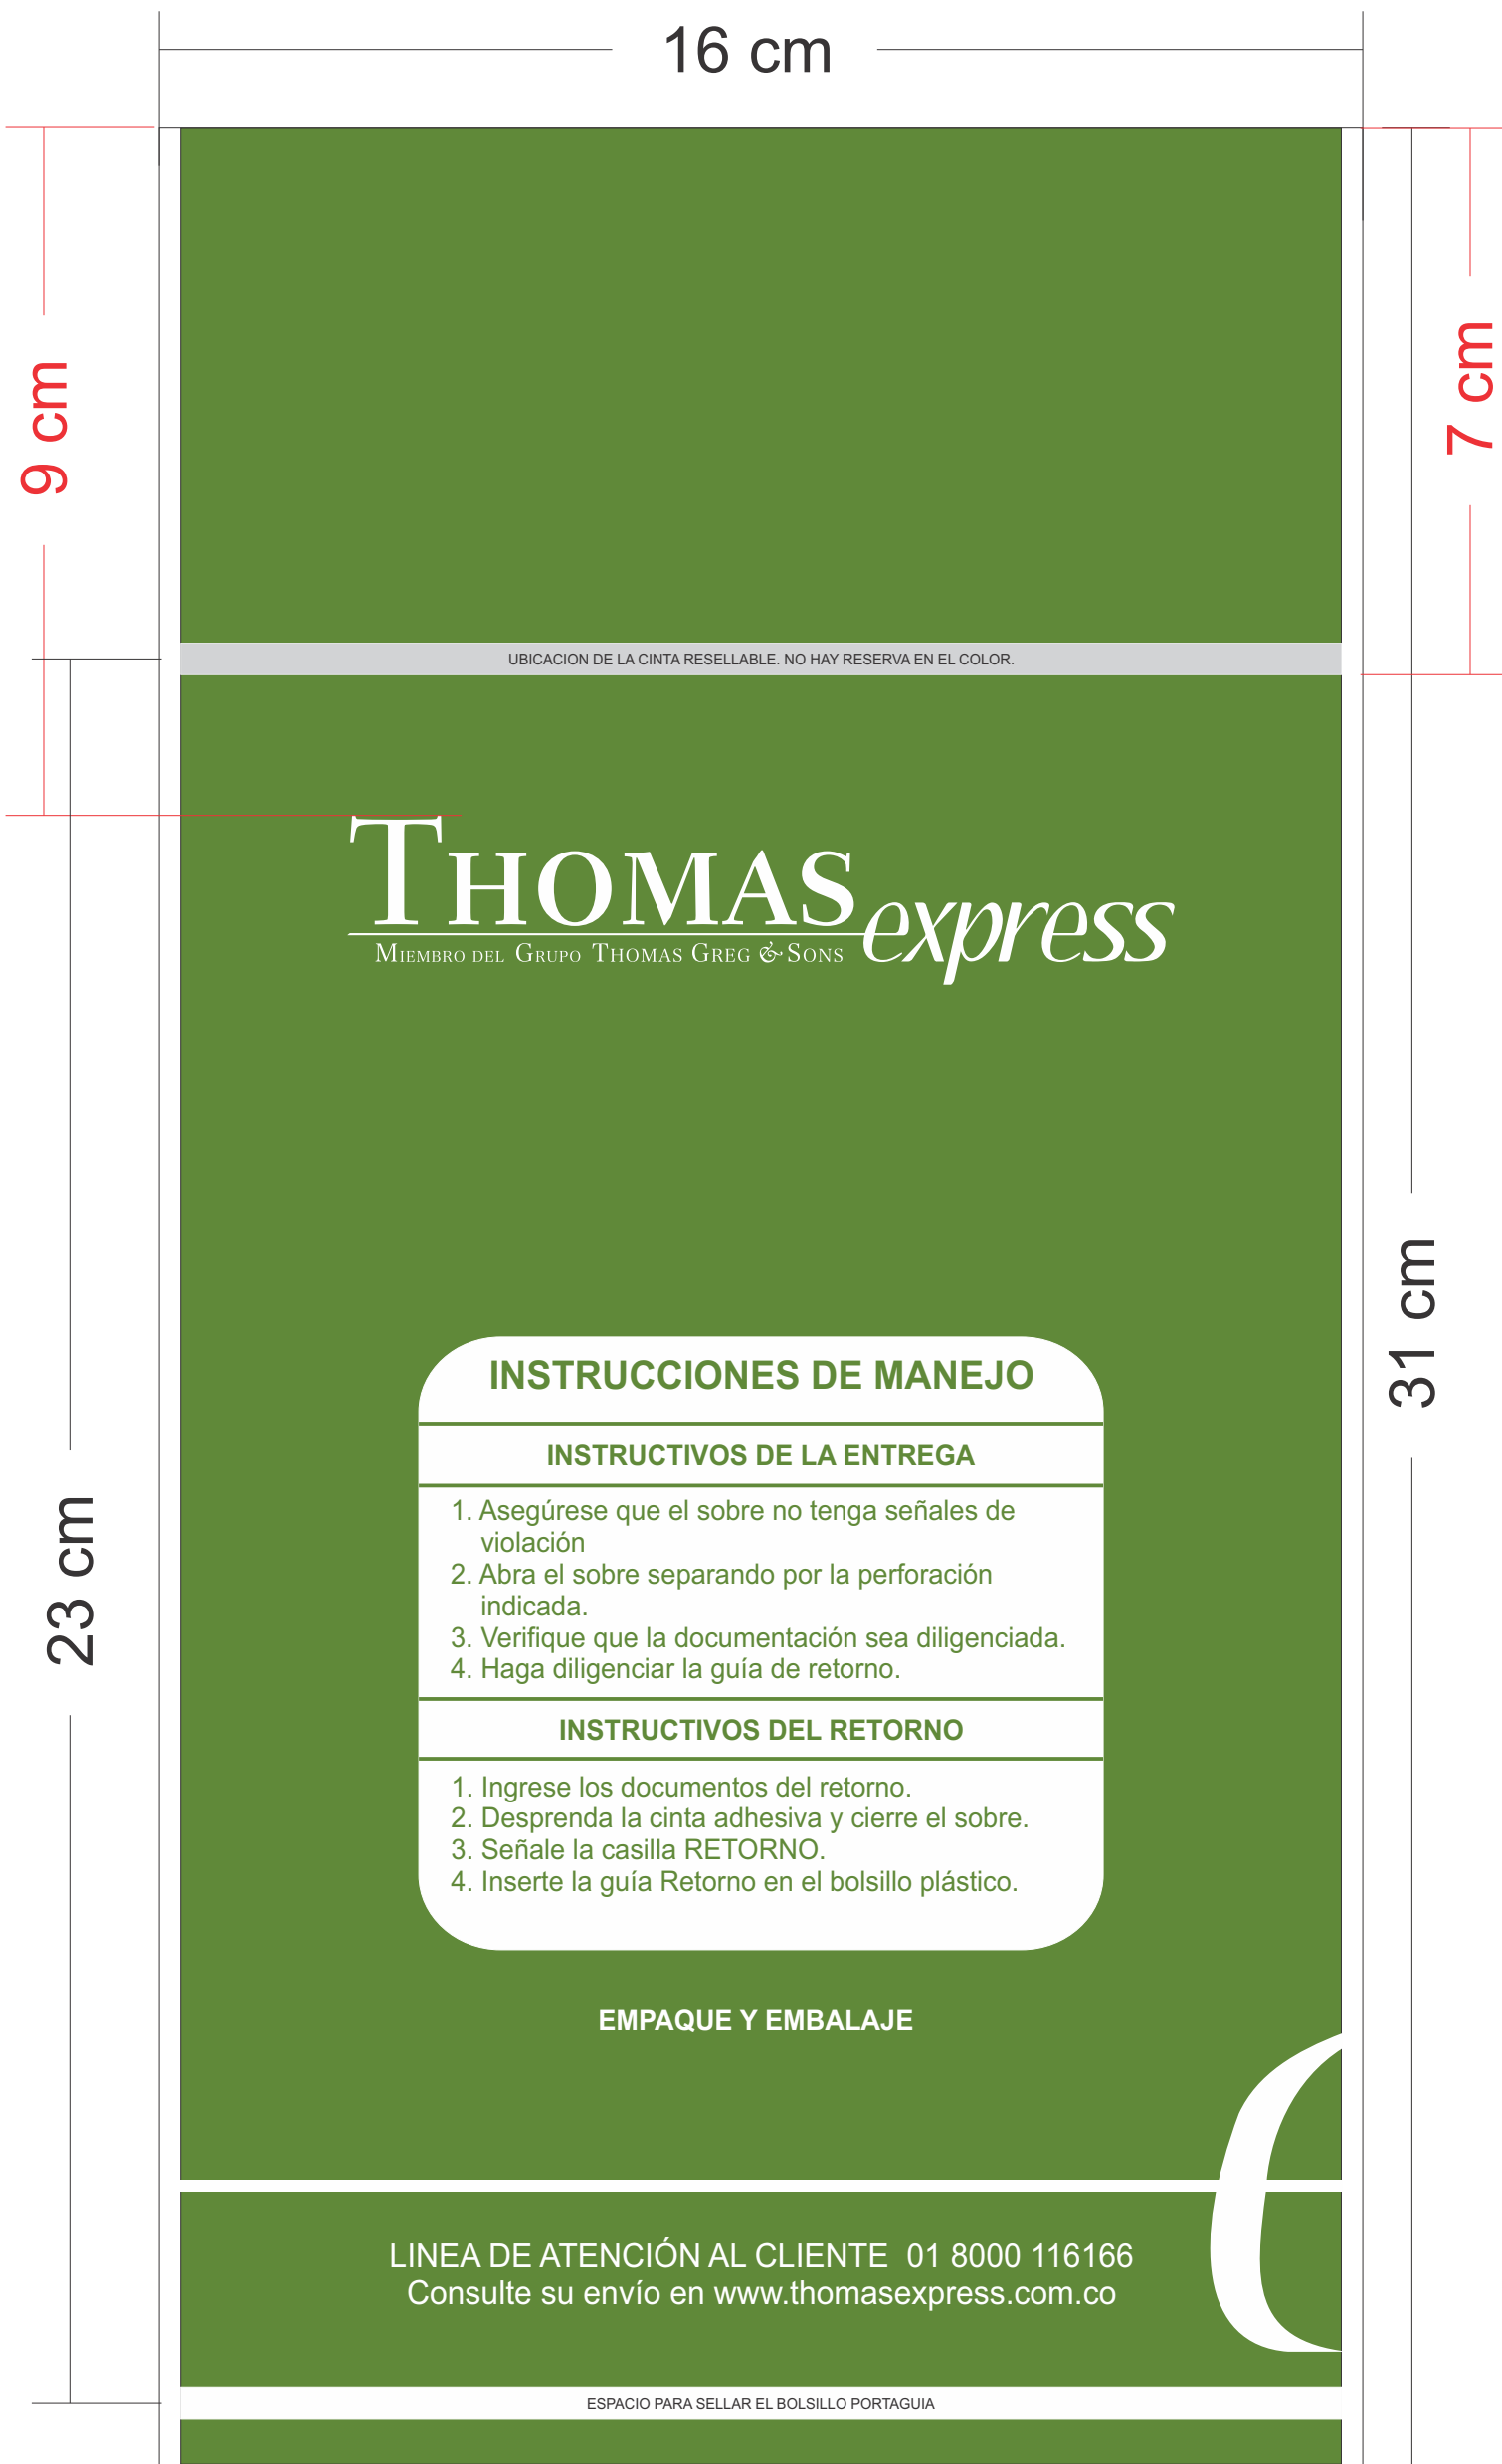 16 cm
9 cm
7 cm
UBICACION DE LA CINTA RESELLABLE. NO HAY RESERVA EN EL COLOR.
THOMAS express
MIEMBRO DEL GRUPO THOMAS GREG & SONS
31 cm
23 cm
INSTRUCCIONES DE MANEJO
INSTRUCTIVOS DE LA ENTREGA
1. Asegúrese que el sobre no tenga señales de
violación
2. Abra el sobre separando por la perforación
indicada.
3. Verifique que la documentación sea diligenciada.
4. Haga diligenciar la guía de retorno.
INSTRUCTIVOS DEL RETORNO
1. Ingrese los documentos del retorno.
2. Desprenda la cinta adhesiva y cierre el sobre.
3. Señale la casilla RETORNO.
4. Inserte la guía Retorno en el bolsillo plástico.
EMPAQUE Y EMBALAJE
LINEA DE ATENCIÓN AL CLIENTE 01 8000 116166
Consulte su envío en www.thomasexpress.com.co
ESPACIO PARA SELLAR EL BOLSILLO PORTAGUIA